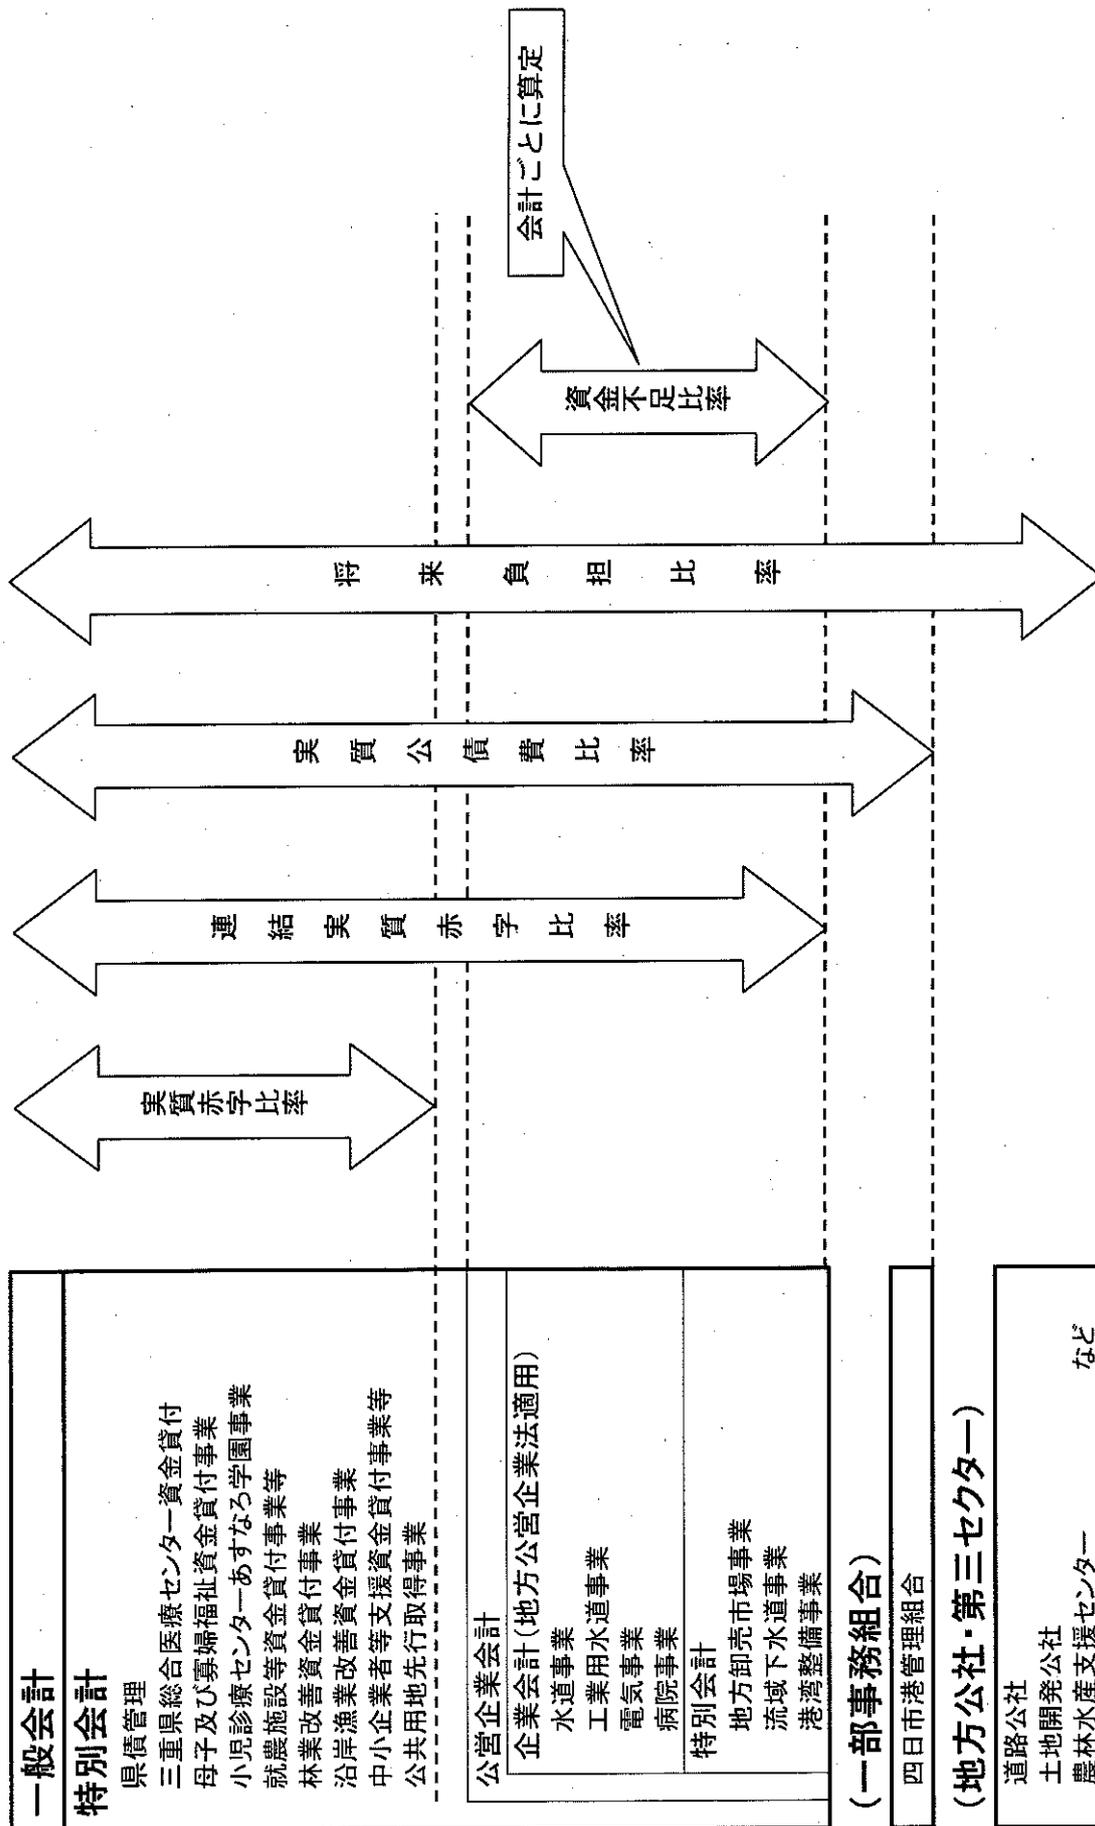 一般会計
特別会計
県債管理
三重県総合医療センター資金貸付
母子及び寡婦福祉資金貸付事業
小児診療センターあすなろ学園事業
就農施設等資金貸付事業等
林業改善資金貸付事業
沿岸漁業改善資金貸付事業
中小企業者等支援資金貸付事業等
公共用地先行取得事業
公営企業会計
企業会計(地方公営企業法適用)
水道事業
工業用水道事業
電気事業
病院事業
特別会計
地方卸売市場事業
流域下水道事業
港湾整備事業
(一部事務組合)
四日市港管理組合
(地方公社・第三セクター)
道路公社
土地開発公社
農林水産支援センター など
実質赤字比率
連結実質赤字比率
実質公債費比率
将来負担比率
資金不足比率
会計ごとに算定